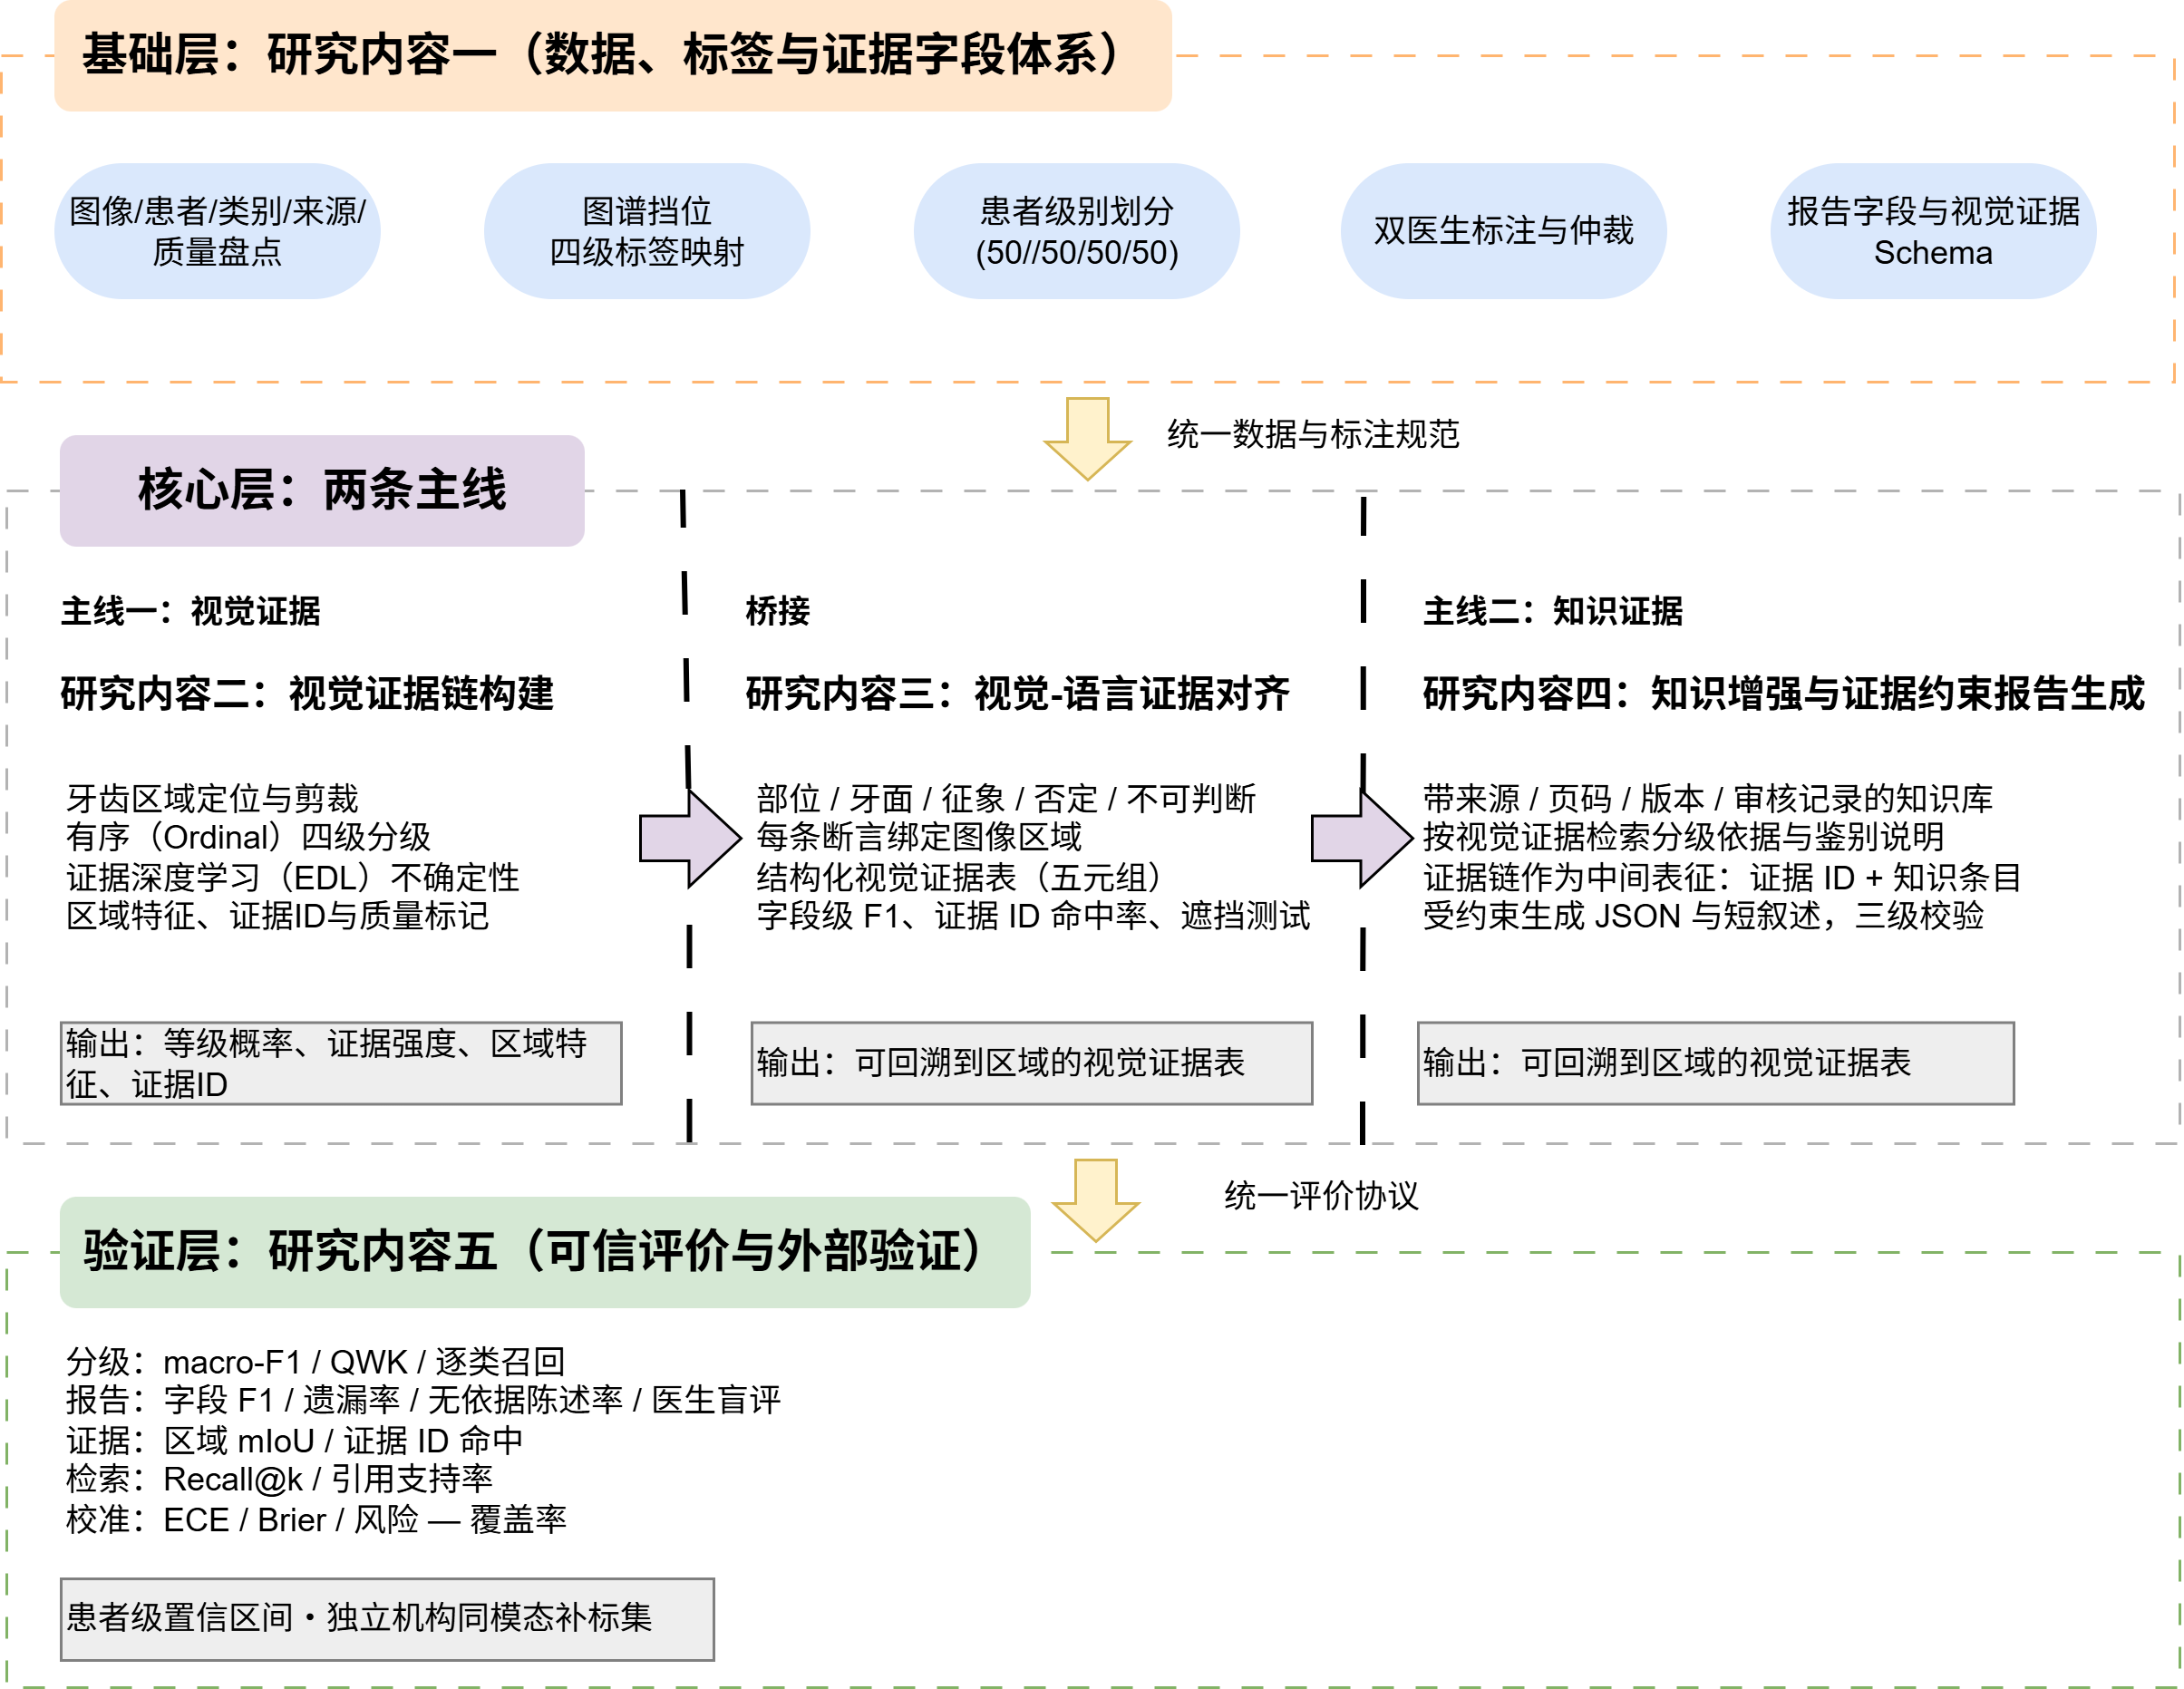 基础层：研究内容一（数据、标签与证据字段体系）
图像/患者/类别/来源/
质量盘点
图谱挡位
四级标签映射
患者级别划分
(50//50/50/50)
双医生标注与仲裁
报告字段与视觉证据
Schema
统一数据与标注规范
核心层：两条主线
主线一：视觉证据
研究内容二：视觉证据链构建
牙齿区域定位与剪裁
有序（Ordinal）四级分级
证据深度学习（EDL）不确定性
区域特征、证据ID与质量标记
输出：等级概率、证据强度、区域特
征、证据ID
桥接
研究内容三：视觉-语言证据对齐
部位 / 牙面 / 征象 / 否定 / 不可判断
每条断言绑定图像区域
结构化视觉证据表（五元组）
字段级 F1、证据 ID 命中率、遮挡测试
输出：可回溯到区域的视觉证据表
主线二：知识证据
研究内容四：知识增强与证据约束报告生成
带来源 / 页码 / 版本 / 审核记录的知识库
按视觉证据检索分级依据与鉴别说明
证据链作为中间表征：证据 ID + 知识条目
受约束生成 JSON 与短叙述，三级校验
输出：可回溯到区域的视觉证据表
统一评价协议
验证层：研究内容五（可信评价与外部验证）
分级：macro-F1 / QWK / 逐类召回
报告：字段 F1 / 遗漏率 / 无依据陈述率 / 医生盲评
证据：区域 mIoU / 证据 ID 命中
检索：Recall@k / 引用支持率
校准：ECE / Brier / 风险 — 覆盖率
患者级置信区间・独立机构同模态补标集